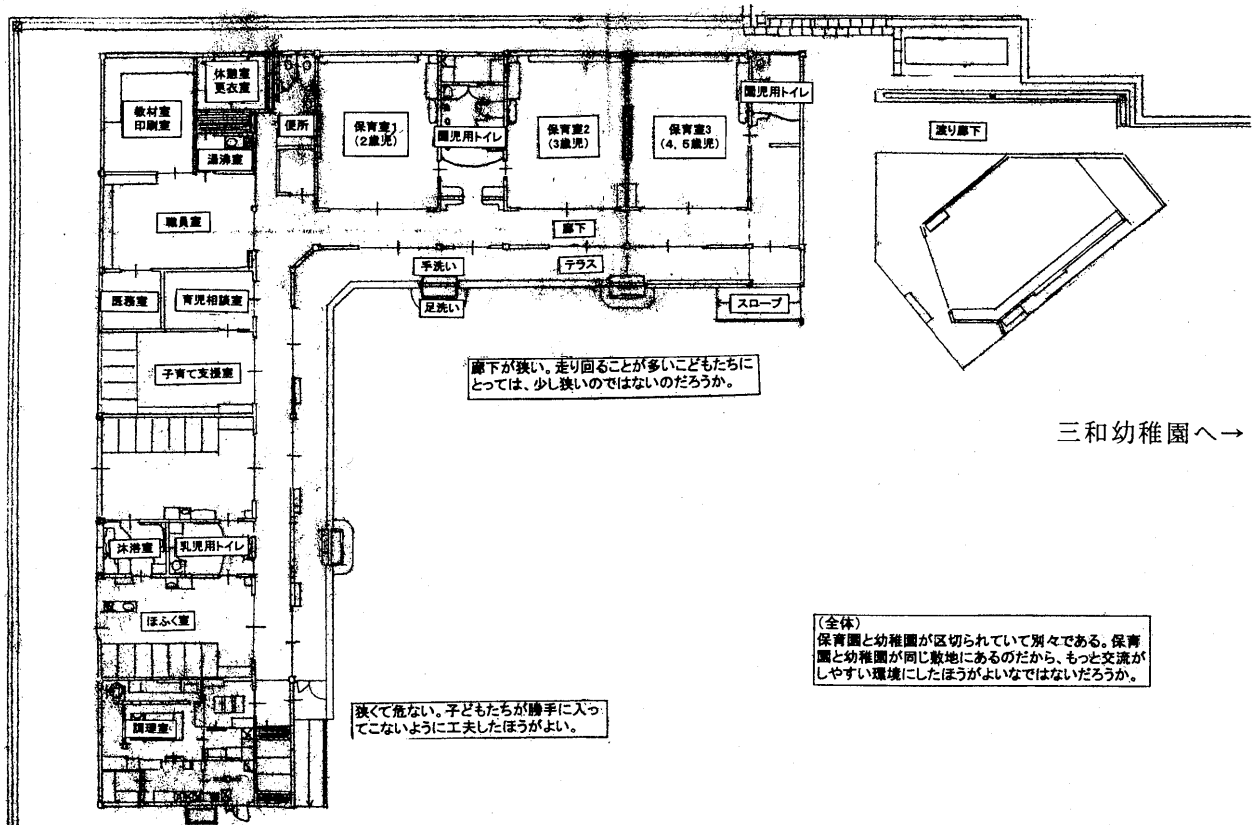 休憩室
更衣室
教材室
印刷室
便所
湯沸室
保育室1
(2歳児)
園児用トイレ
保育室2
(3歳児)
保育室3
(4、5歳児)
園児用トイレ
渡り廊下
職員室
廊下
手洗い
テラス
医務室
育児相談室
足洗い
スロープ
子育て支援室
廊下が狭い。走り回ることが多いこどもたちに
とっては、少し狭いのではないのだろうか。
三和幼稚園へ→
沐浴室
乳児用トイレ
ほふく室
(全体)
保育園と幼稚園が区切られていて別々である。保育
園と幼稚園が同じ敷地にあるのだから、もっと交流が
しやすい環境にしたほうがよいなではないだろうか。
狭くて危ない。子どもたちが勝手に入っ
てこないように工夫したほうがよい。
調理室